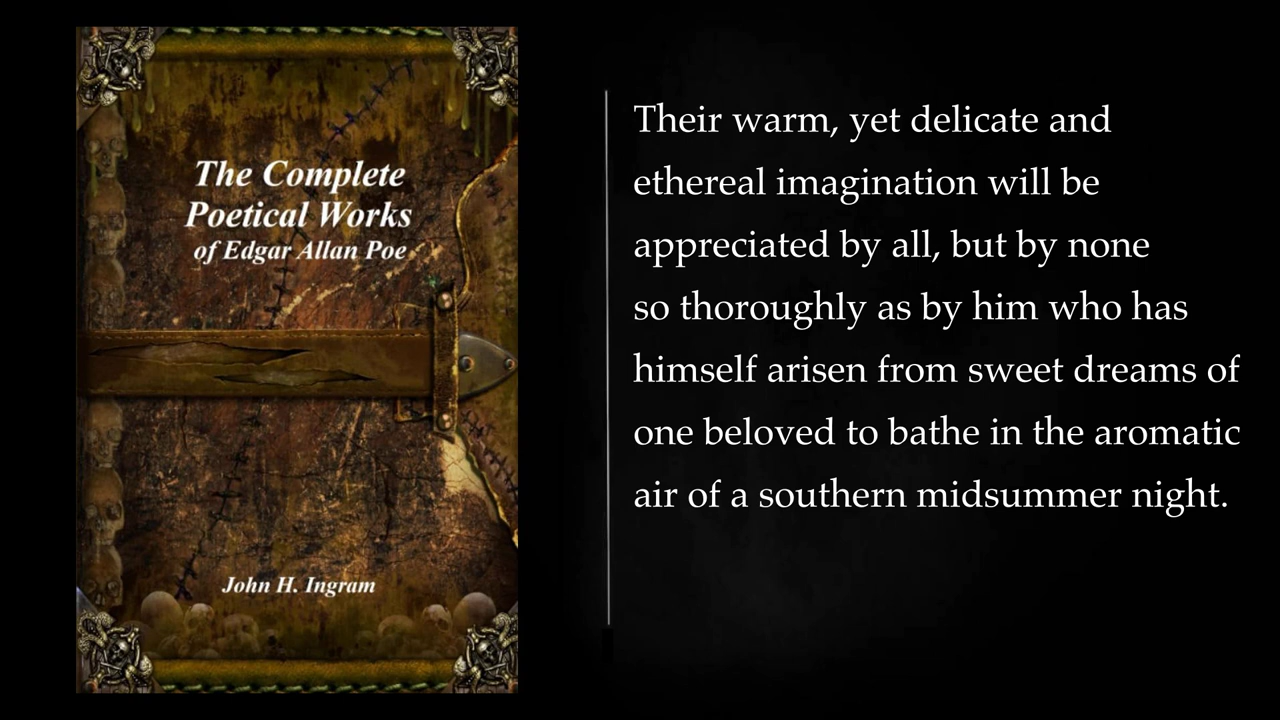 The Complete
Poetical Works
of Edgar Allan Poe
John H. Ingram
Their warm, yet delicate and
ethereal imagination will be
appreciated by all, but by none
so thoroughly as by him who has
himself arisen from sweet dreams of
one beloved to bathe in the aromatic
air of a southern midsummer night.